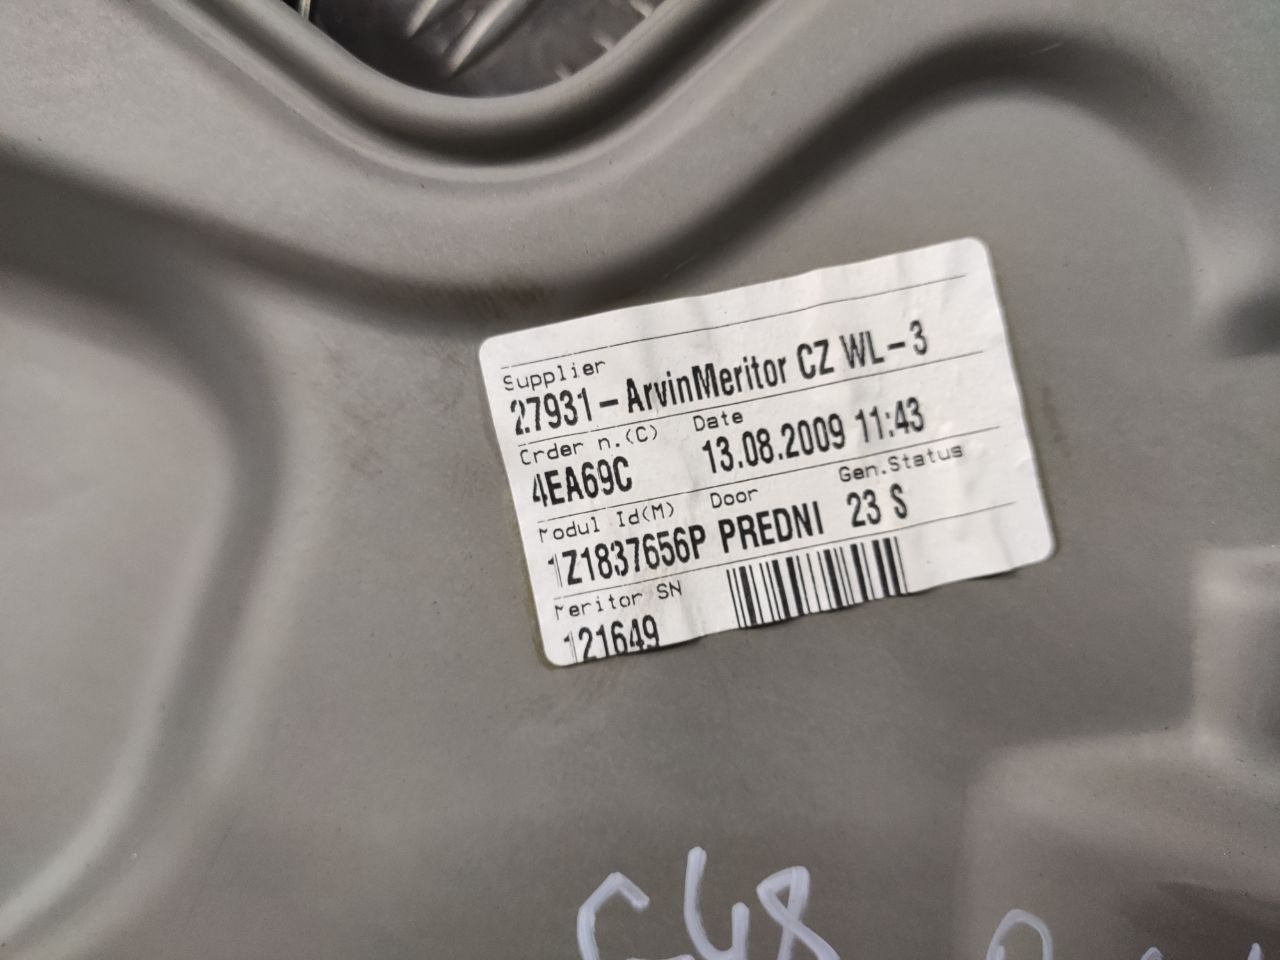 Supplier
27931-ArvinMeritor CZ WL-3
Order n.(C) Date
4EA69C 13.08.2009 11:43
Modul Id(M) Door Gen.Status
1Z1837656P PREDNI 23 S
Meritor SN
121649